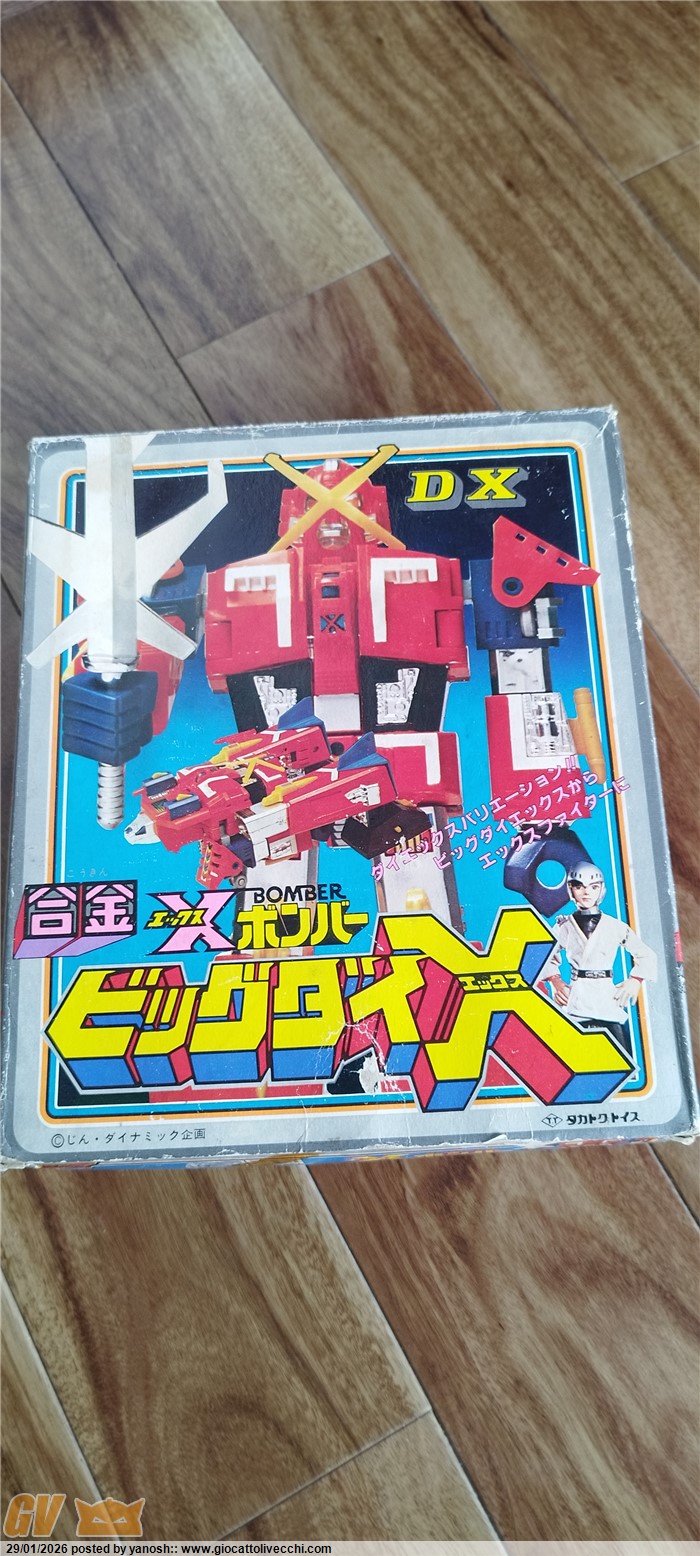 DX
ダイエックスバリエーション!!
ビッグダイエックスから
エックスファイターに
こうきん
合金 エックス X BOMBER ボンバー
ビッグダイX エックス
©じん・ダイナミック企画
TT タカトクトイス
GV
29/01/2026 posted by yanosh:: www.giocattolivecchi.com